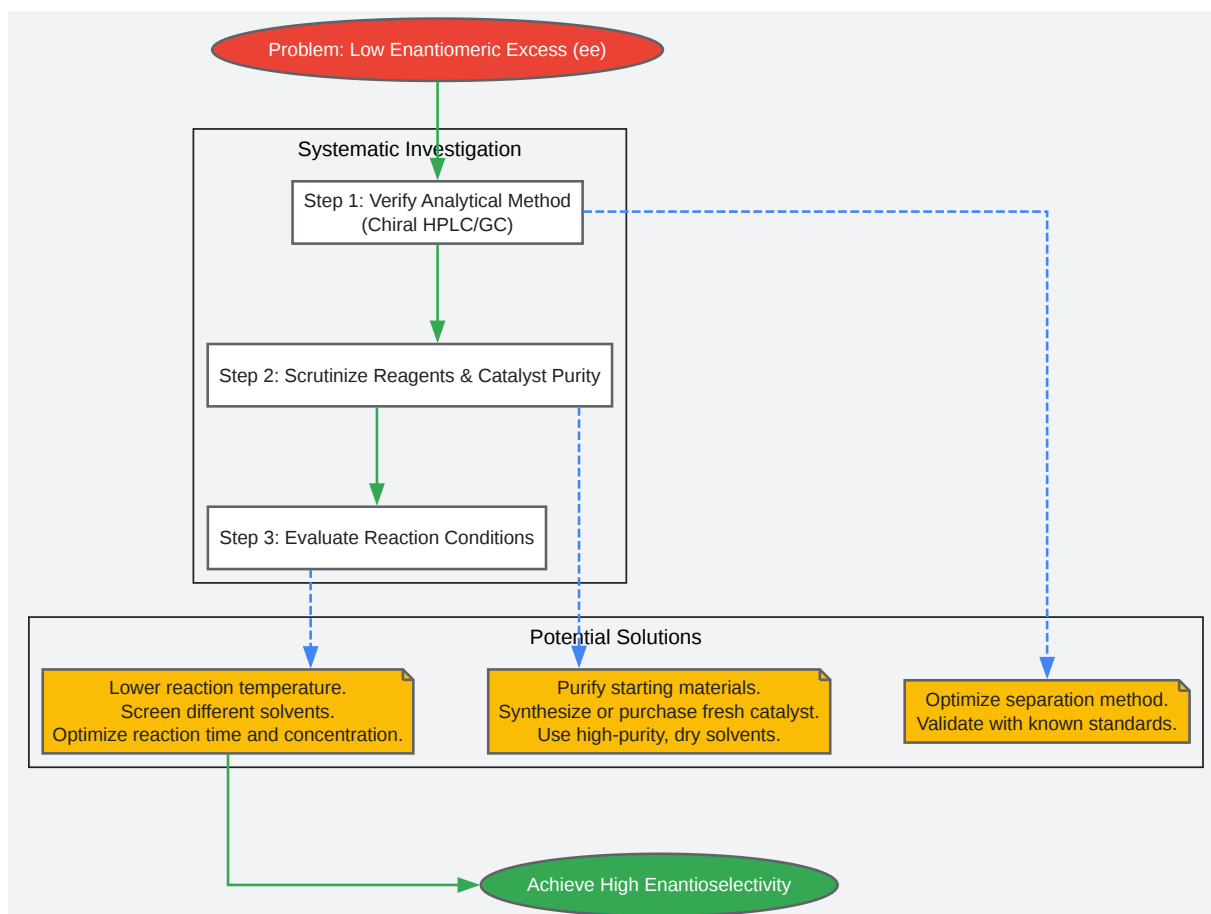 Problem: Low Enantiomeric Excess (ee)
Systematic Investigation
Step 1: Verify Analytical Method
(Chiral HPLC/GC)
Step 2: Scrutinize Reagents & Catalyst Purity
Step 3: Evaluate Reaction Conditions
Potential Solutions
Lower reaction temperature.
Screen different solvents.
Optimize reaction time and concentration.
Purify starting materials.
Synthesize or purchase fresh catalyst.
Use high-purity, dry solvents.
Optimize separation method.
Validate with known standards.
Achieve High Enantioselectivity